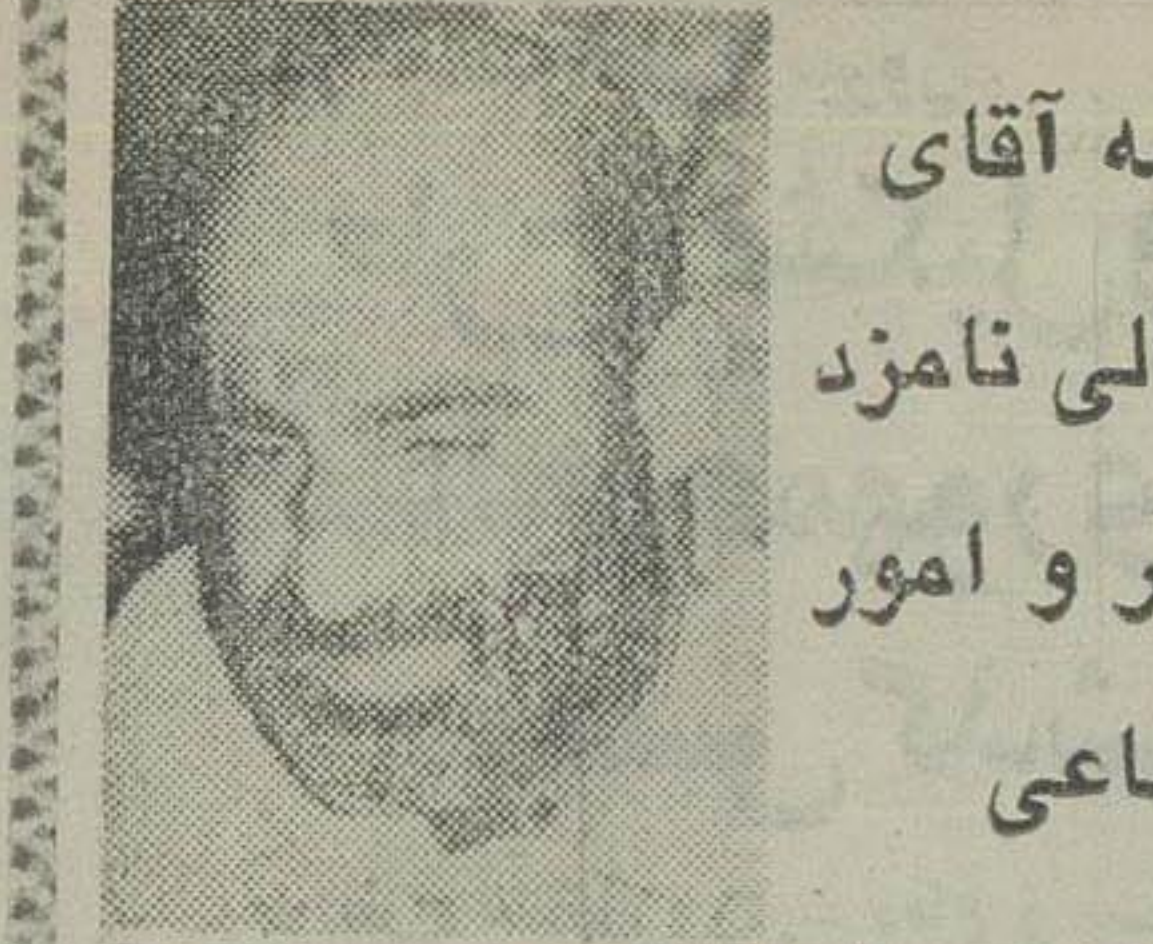 ه آقای
لی نامزد
ر و امور
اعی